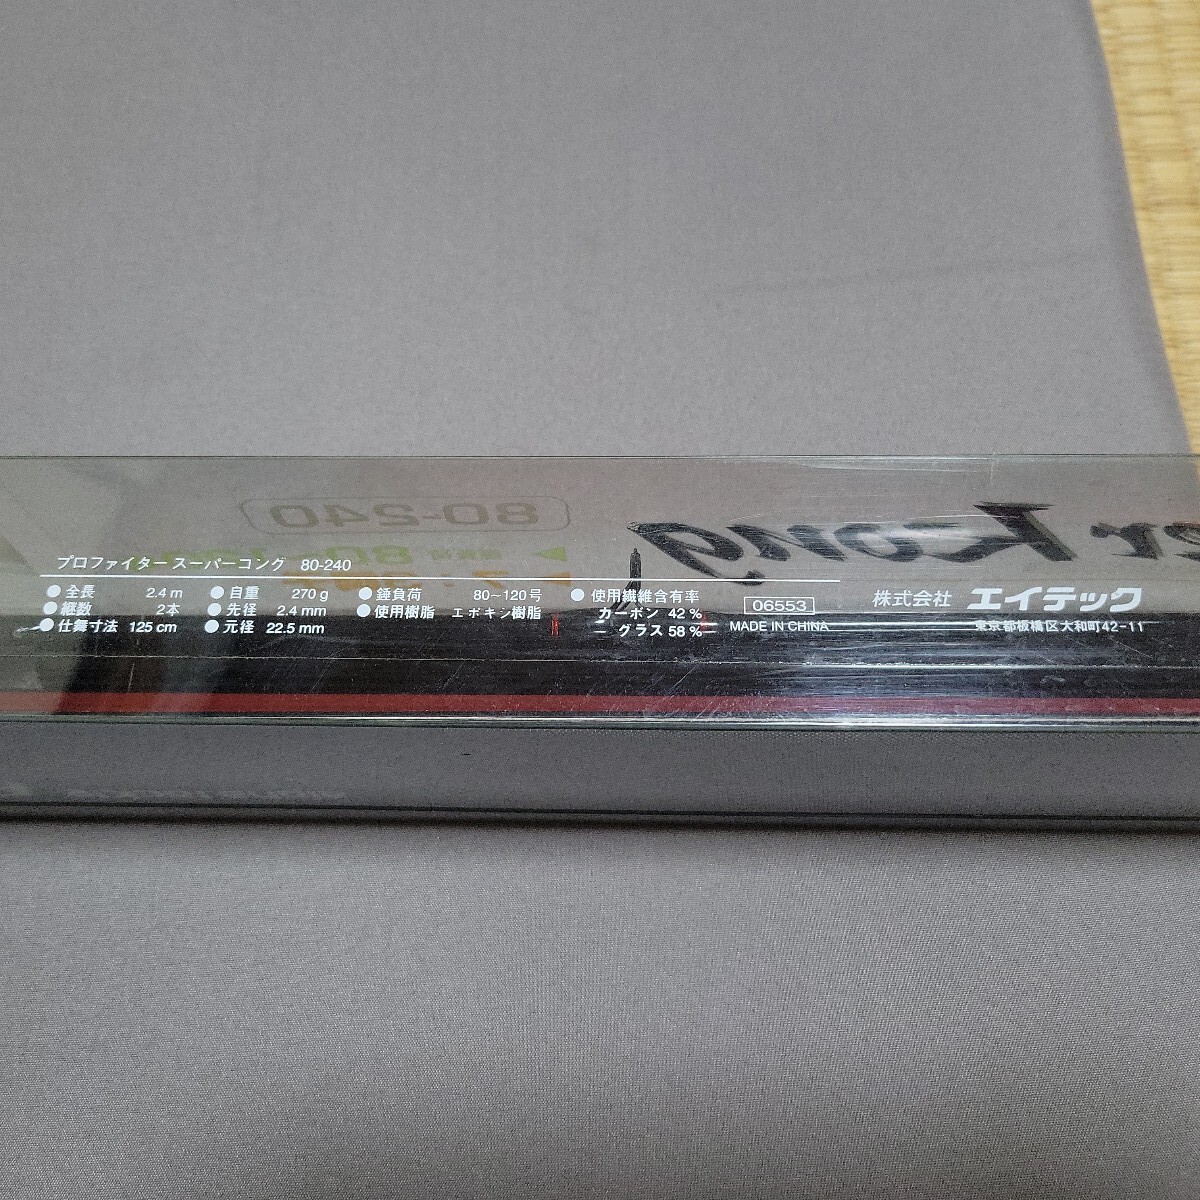 80-240
er Kong
プロファイター スーパーコング 80-240
● 全長 2.4 m ● 自重 270 g ● 錘負荷 80~120号 ● 使用繊維含有率
● 継数 2本 ● 先径 2.4 mm ● 使用樹脂 エポキシ樹脂 カーボン 42 %
● 仕舞寸法 125 cm ● 元径 22.5 mm グラス 58 %
06553
MADE IN CHINA
株式会社 エイテック
東京都板橋区大和町42-11